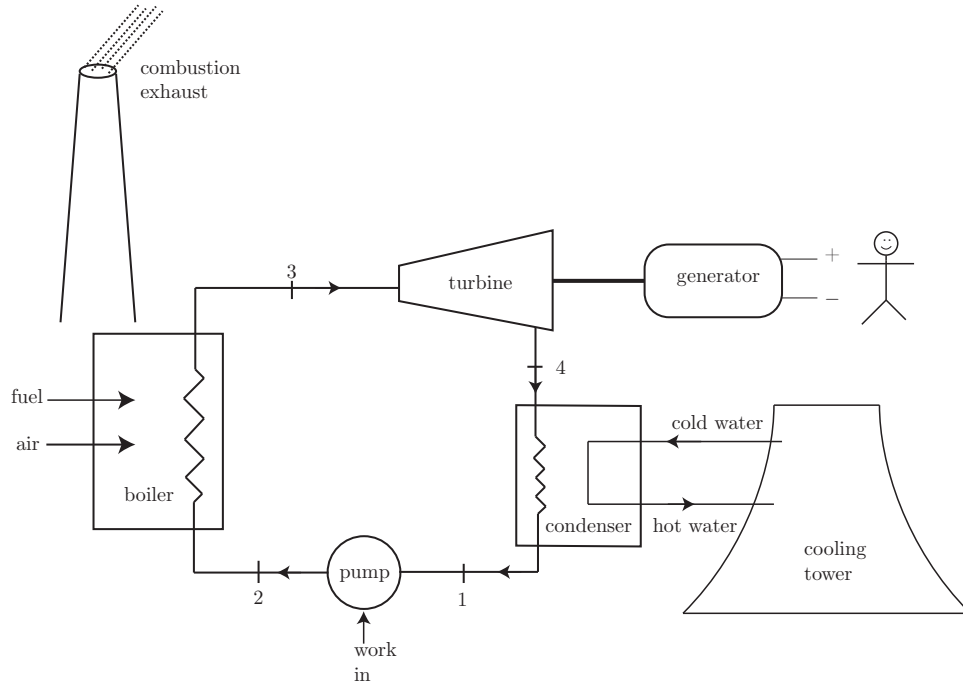 combustion
exhaust
3
turbine
generator
+
−
4
fuel
air
boiler
cold water
condenser
hot water
cooling
tower
pump
2
1
work
in